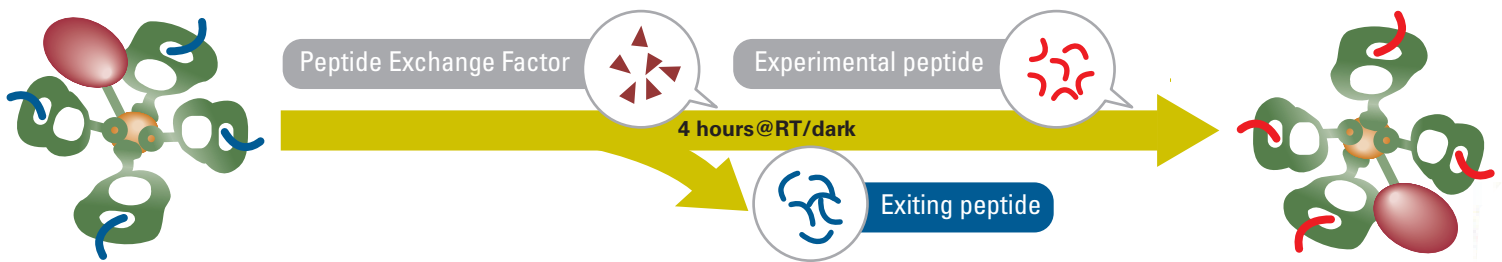 Peptide Exchange Factor
Experimental peptide
4 hours@RT/dark
Exiting peptide